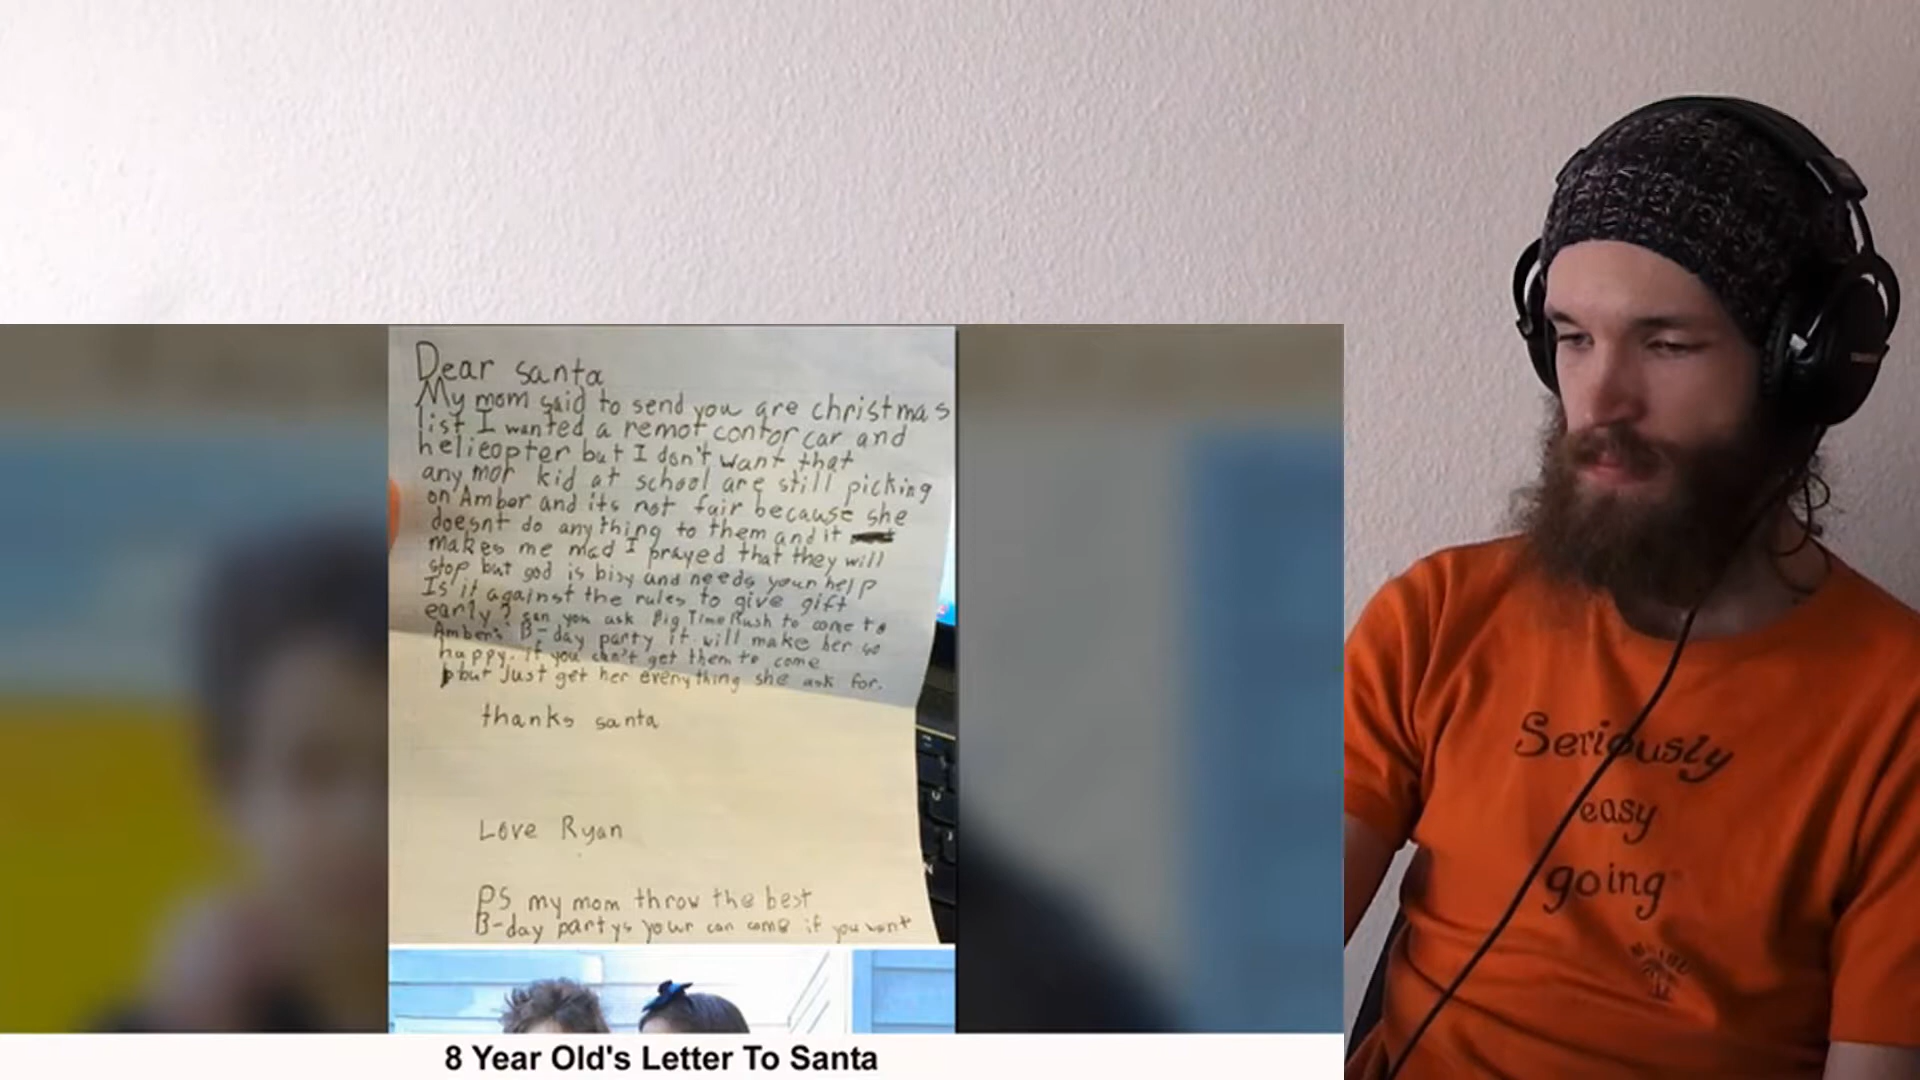 Dear santa
My mom said to send you are christmas
list I wanted a remot contor car and
helicopter but I don't want that
any mor kid at school are still picking
on Amber and its not fair because she
doesnt do anything to them and it
makes me mad I prayed that they will
stop but god is bisy and needs your help
Is it against the rules to give gift
early? can you ask Big Time Rush to come to
Amber's B-day party it will make her so
happy. if you can't get them to come
but Just get her everything she ask for.
thanks santa
Love Ryan
PS my mom throw the best
B-day partys your can come if you want
8 Year Old's Letter To Santa
Seriously
easy
going